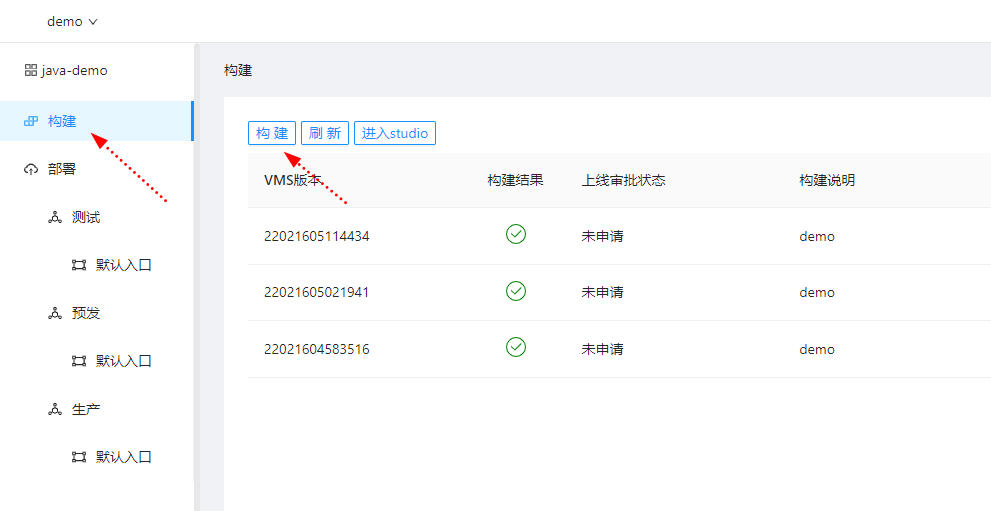 demo
java-demo
构建
部署
测试
默认入口
预发
默认入口
生产
默认入口
构建
构 建 刷 新 进入studio
VMS版本 构建结果 上线审批状态 构建说明
22021605114434 未申请 demo
22021605021941 未申请 demo
22021604583516 未申请 demo